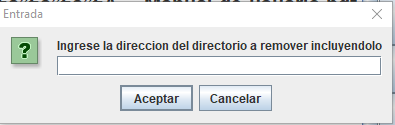 Entrada
Ingrese la direccion del directorio a remover incluyendolo
Aceptar
Cancelar